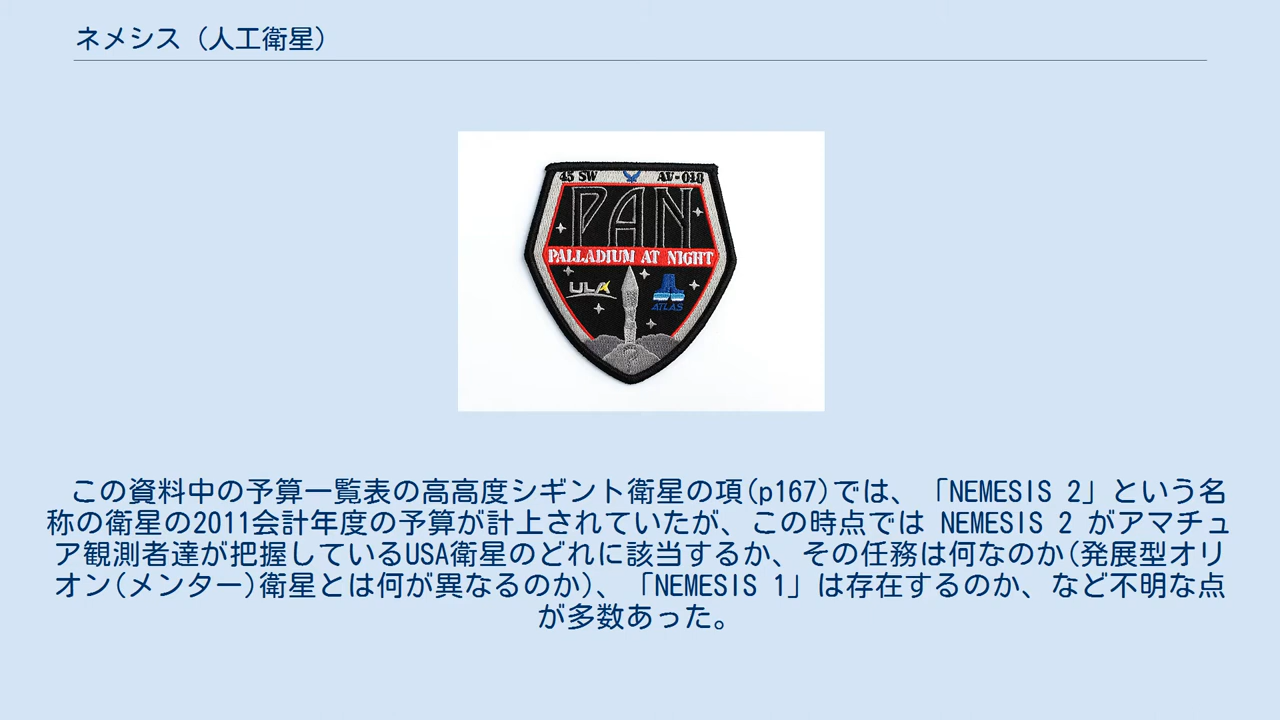 ネメシス（人工衛星）
45 SW
AV-018
PAN
PALLADIUM AT NIGHT
ULA
ATLAS
この資料中の予算一覧表の高高度シギント衛星の項(p167)では、「NEMESIS 2」という名
称の衛星の2011会計年度の予算が計上されていたが、この時点では NEMESIS 2 がアマチュ
ア観測者達が把握しているUSA衛星のどれに該当するか、その任務は何なのか(発展型オリ
オン(メンター)衛星とは何が異なるのか)、「NEMESIS 1」は存在するのか、など不明な点
が多数あった。